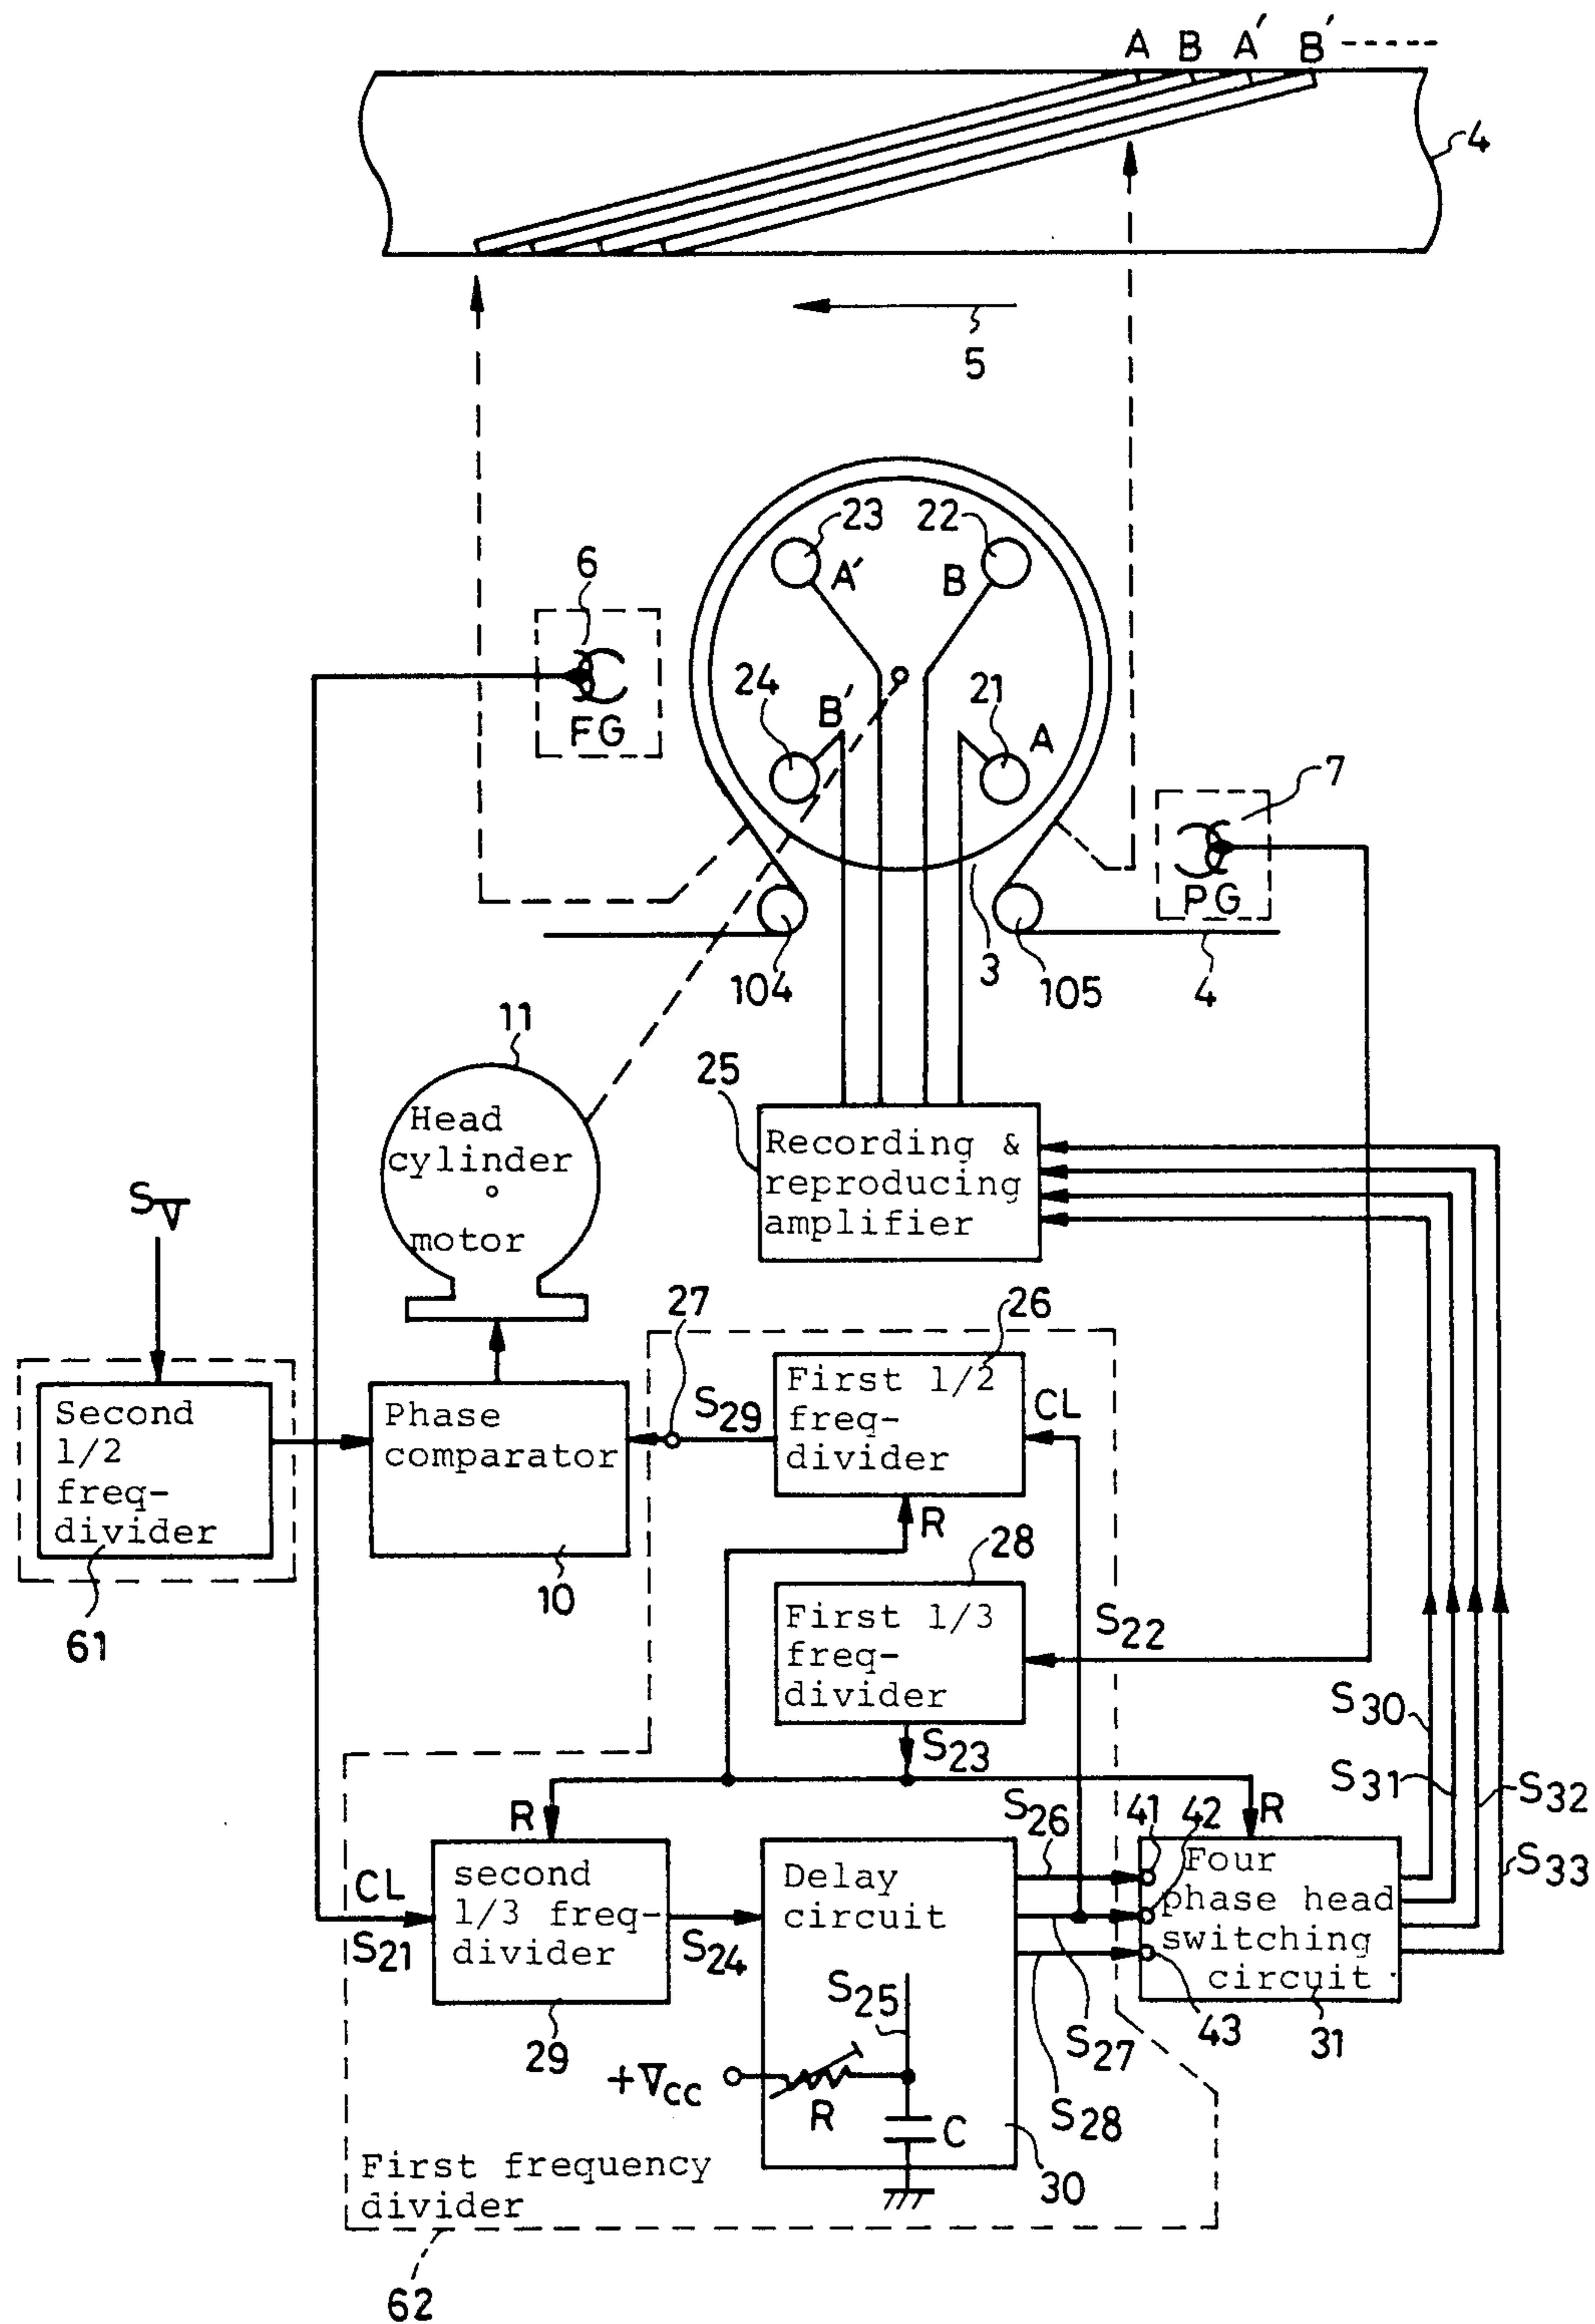 A B A′ B′
4
5
23 22
6
A′ B
24 21
B′ A
FG
7
PG
104 3 105 4
11
25
Head
cylinder
motor
Recording &
reproducing
amplifier
SV
27 26
Second
1/2
freq-
divider
Phase
comparator
S29
First 1/2
freq-
divider
CL
R
28
10
61
First 1/3
freq-
divider
S22
S30
S23
S31 S32
R
S26 41 42 R
S33
CL
second
1/3 freq-
divider
Delay
circuit
Four
phase head
switching
circuit
S21 S24
S25
29 S27 43 31
+VCC
R C S28
First frequency
divider
30
62